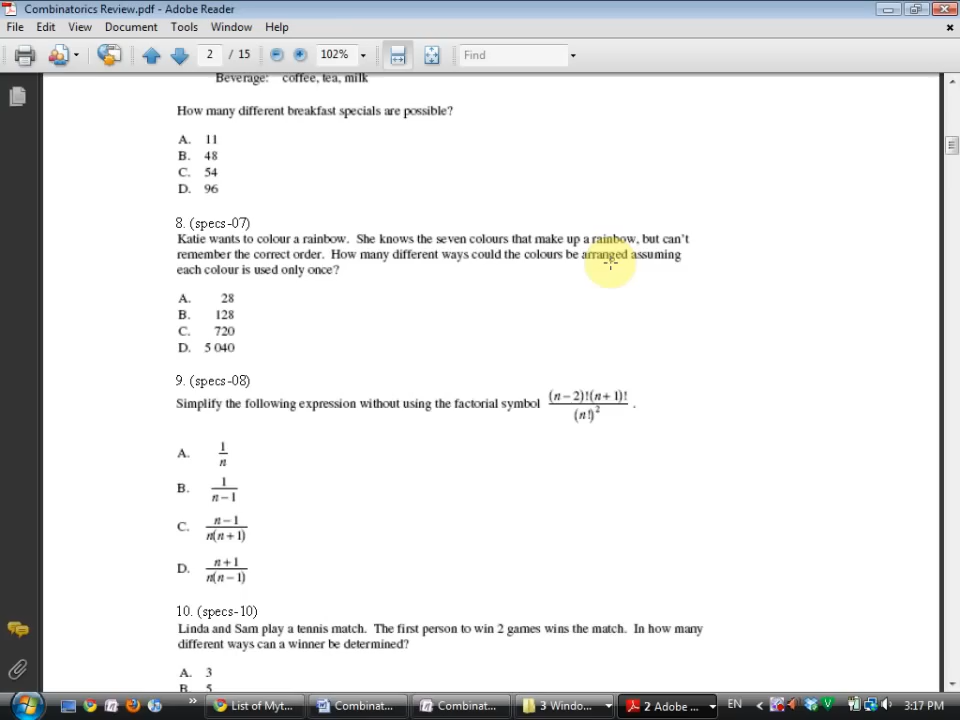 Combinatorics Review.pdf - Adobe Reader
File Edit View Document Tools Window Help
2 / 15 102% Find
Beverage: coffee, tea, milk
How many different breakfast specials are possible?
A. 11
B. 48
C. 54
D. 96
8. (specs-07)
Katie wants to colour a rainbow. She knows the seven colours that make up a rainbow, but can't
remember the correct order. How many different ways could the colours be arranged assuming
each colour is used only once?
A. 28
B. 128
C. 720
D. 5 040
9. (specs-08)
Simplify the following expression without using the factorial symbol (n-2)!(n+1)! / (n!)² .
A. 1/n
B. 1/(n-1)
C. (n-1)/(n(n+1))
D. (n+1)/(n(n-1))
10. (specs-10)
Linda and Sam play a tennis match. The first person to win 2 games wins the match. In how many
different ways can a winner be determined?
A. 3
B. 5
List of Myt... Combinat... Combinat... 3 Windo... 2 Adobe ... EN 3:17 PM